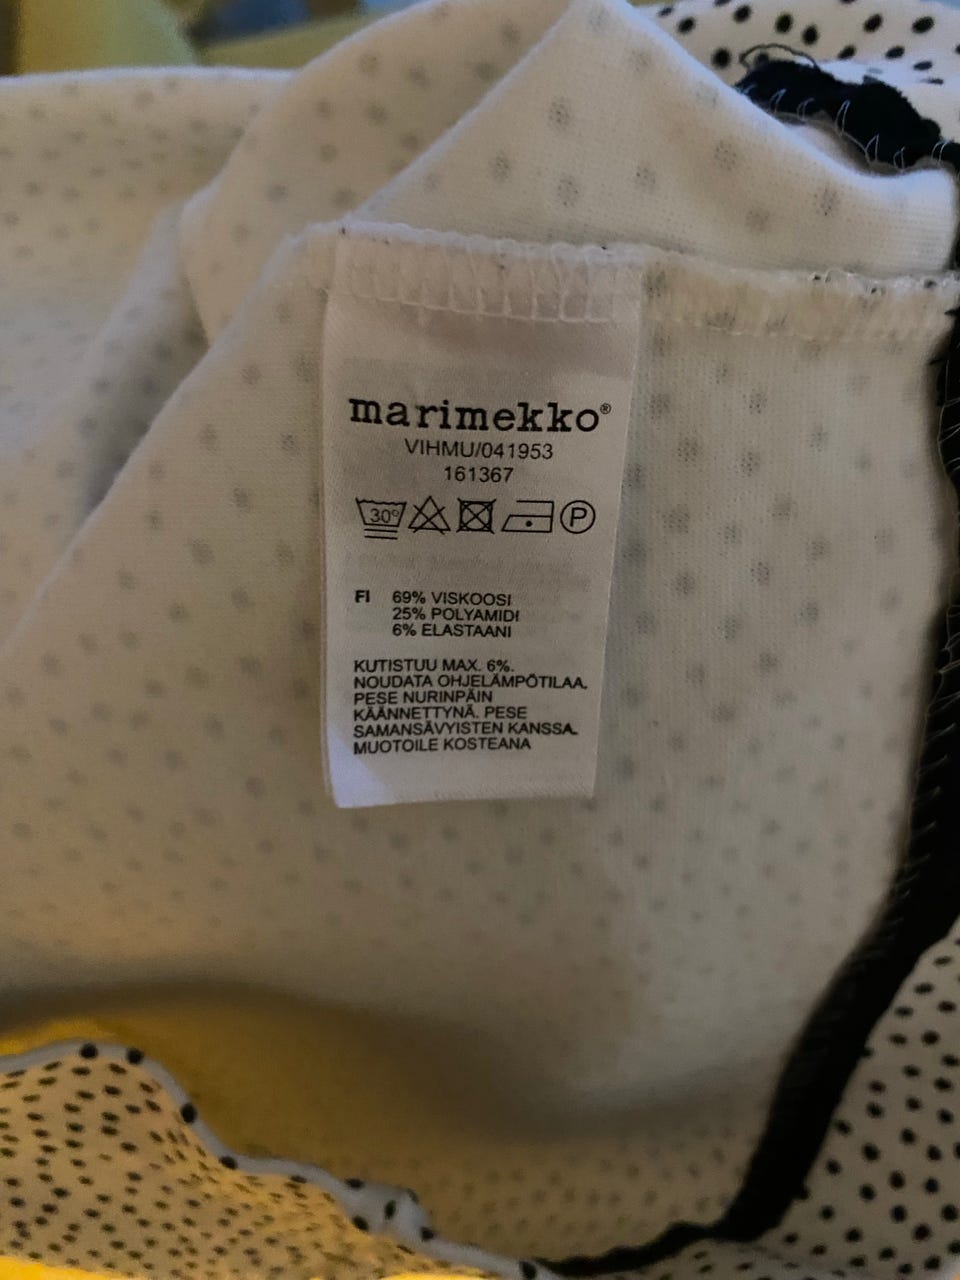 marimekko®
VIHMU/041953
161367
30° P
FI 69% VISKOOSI
25% POLYAMIDI
6% ELASTAANI
KUTISTUU MAX. 6%.
NOUDATA OHJELÄMPÖTILAA.
PESE NURINPÄIN
KÄÄNNETTYNÄ. PESE
SAMANSÄVYISTEN KANSSA.
MUOTOILE KOSTEANA